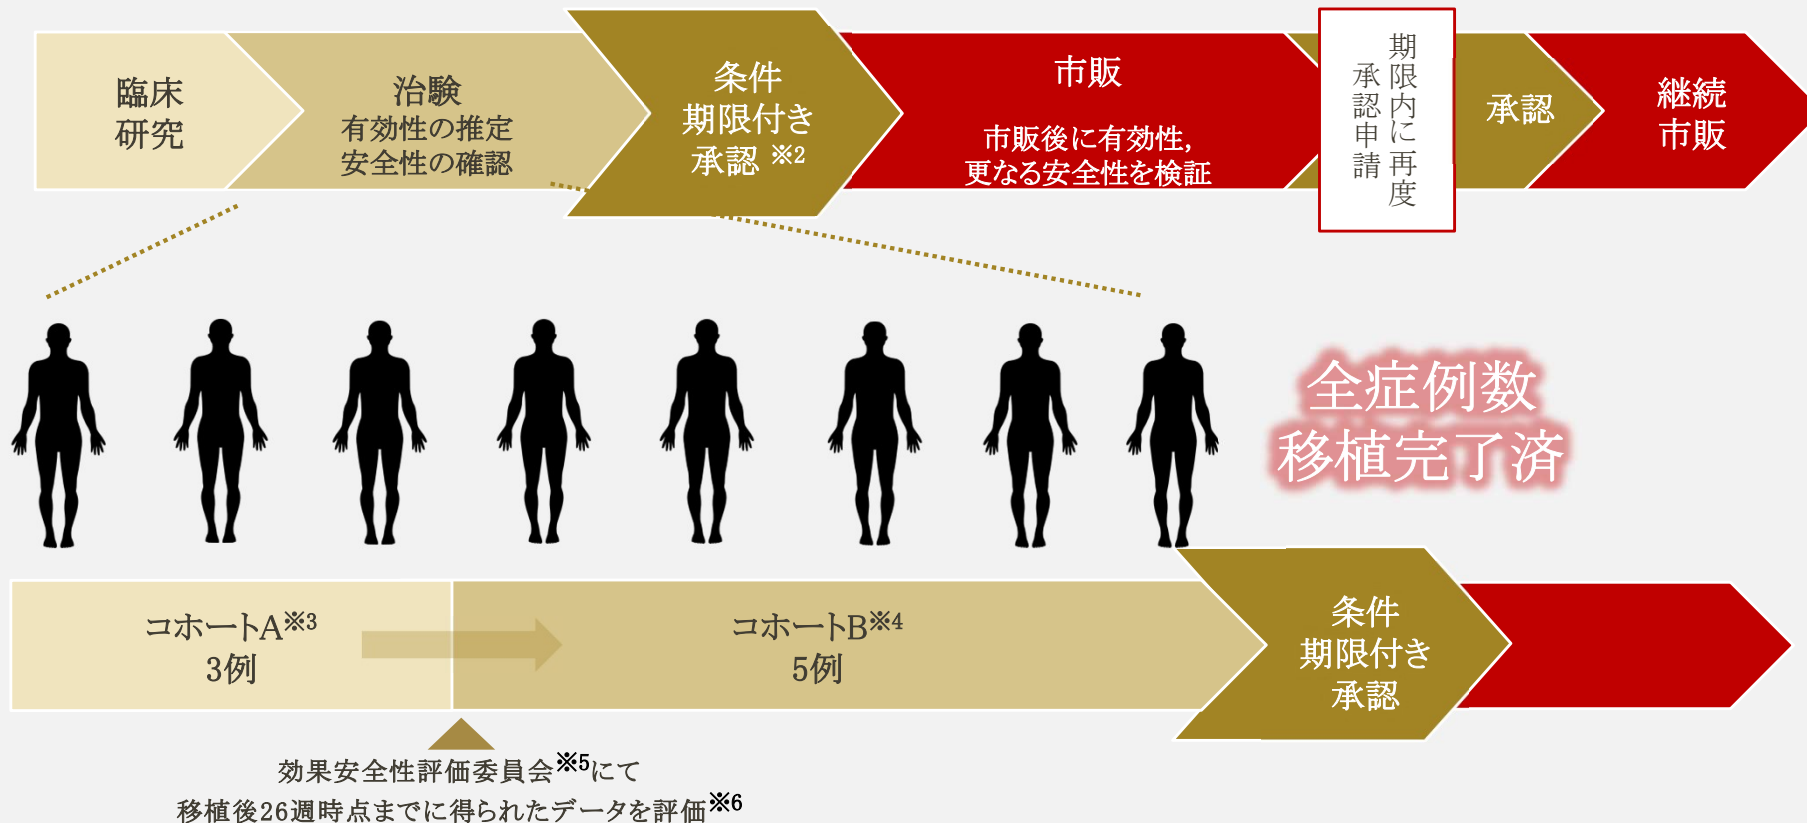 臨床
研究
治験
有効性の推定
安全性の確認
条件
期限付き
承認 ※2
市販
市販後に有効性,
更なる安全性を検証
期限内に再度
承認申請
承認
継続
市販
全症例数
移植完了済
コホートA※3
3例
コホートB※4
5例
条件
期限付き
承認
効果安全性評価委員会※5にて
移植後26週時点までに得られたデータを評価※6